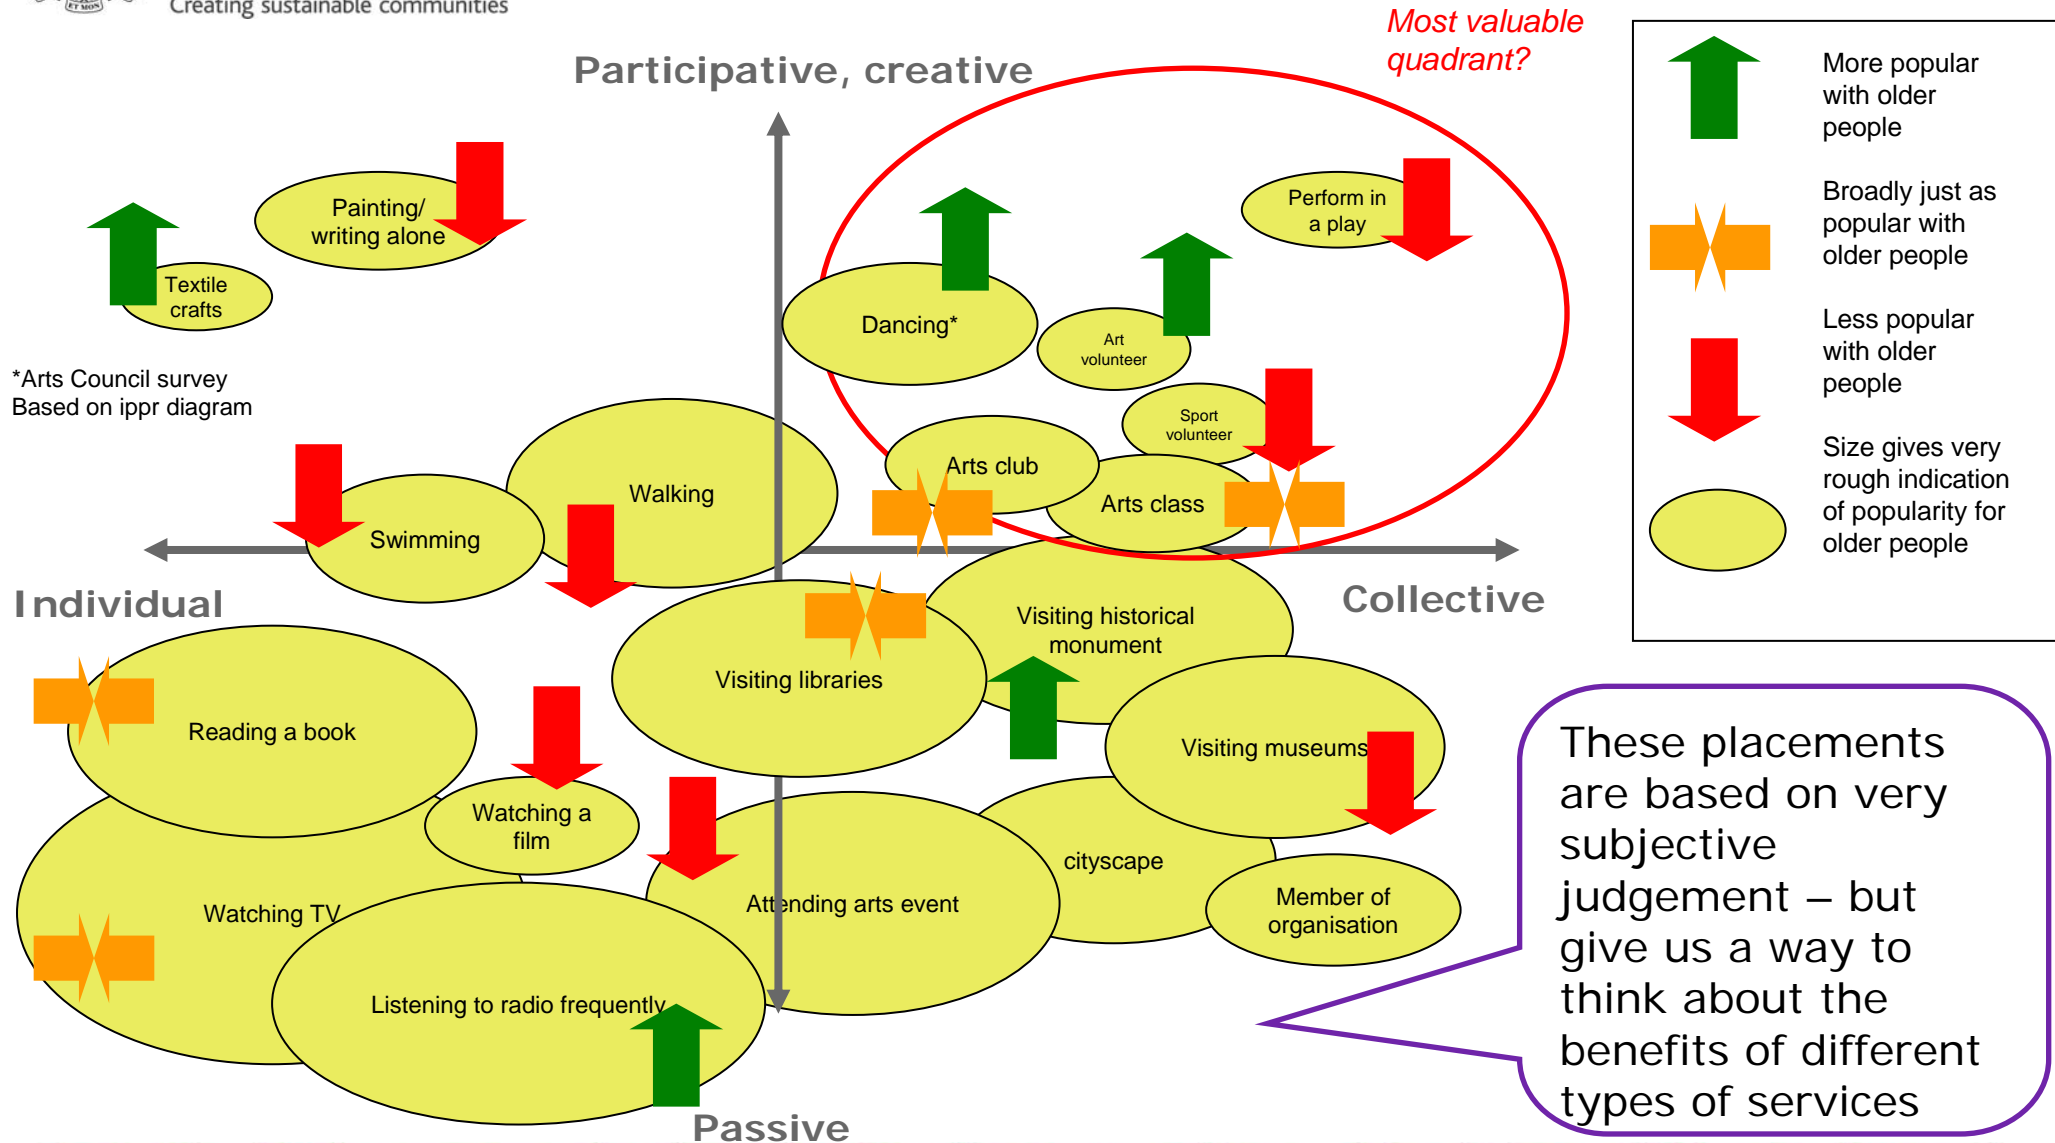 Creating sustainable communities
ET MON
Most valuable
quadrant?
Participative, creative
More popular
with older
people
Broadly just as
popular with
older people
Less popular
with older
people
Size gives very
rough indication
of popularity for
older people
Painting/
writing alone
Textile
crafts
*Arts Council survey
Based on ippr diagram
Perform in
a play
Dancing*
Art
volunteer
Sport
volunteer
Arts club
Arts class
Walking
Swimming
Individual
Collective
Visiting historical
monument
Visiting libraries
Visiting museums
Reading a book
Watching a
film
Watching TV
Attending arts event
cityscape
Member of
organisation
Listening to radio frequently
Passive
These placements
are based on very
subjective
judgement – but
give us a way to
think about the
benefits of different
types of services